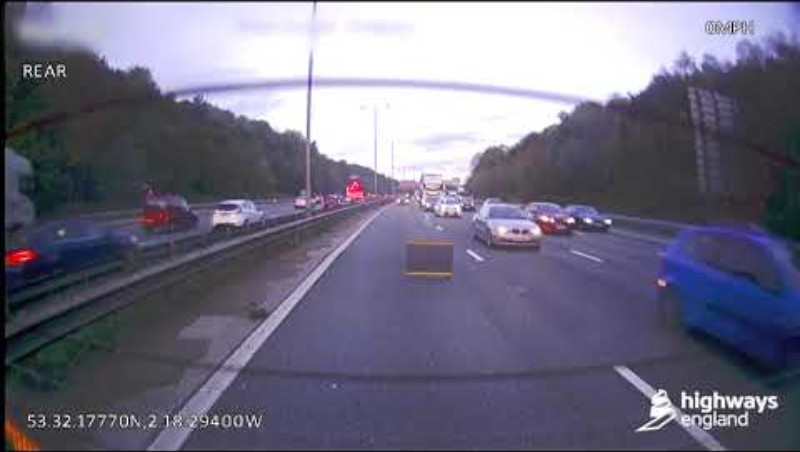 0MPH
REAR
53.32.17770N,2.18.29400W
highways
england